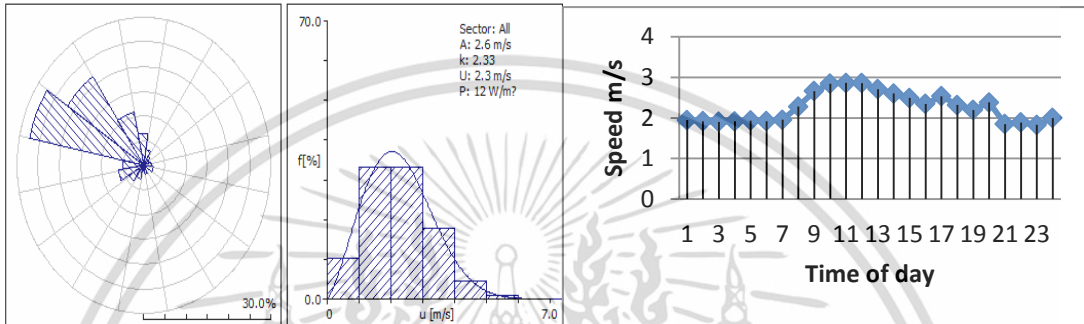 30.0%
70.0
Sector: All
A: 2.6 m/s
k: 2.33
U: 2.3 m/s
P: 12 W/m?
f[%]
0.0
0
u [m/s]
7.0
Speed m/s
4
3
2
1
0
1 3 5 7 9 11 13 15 17 19 21 23
Time of day